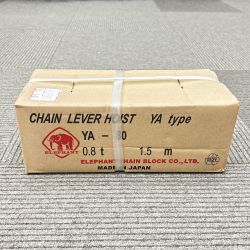 CHAIN LEVER HOIST YA type
YA - 80
0.8 t 1.5 m
ELEPHANT
ELEPHANT CHAIN BLOCK CO., LTD.
MADE IN JAPAN